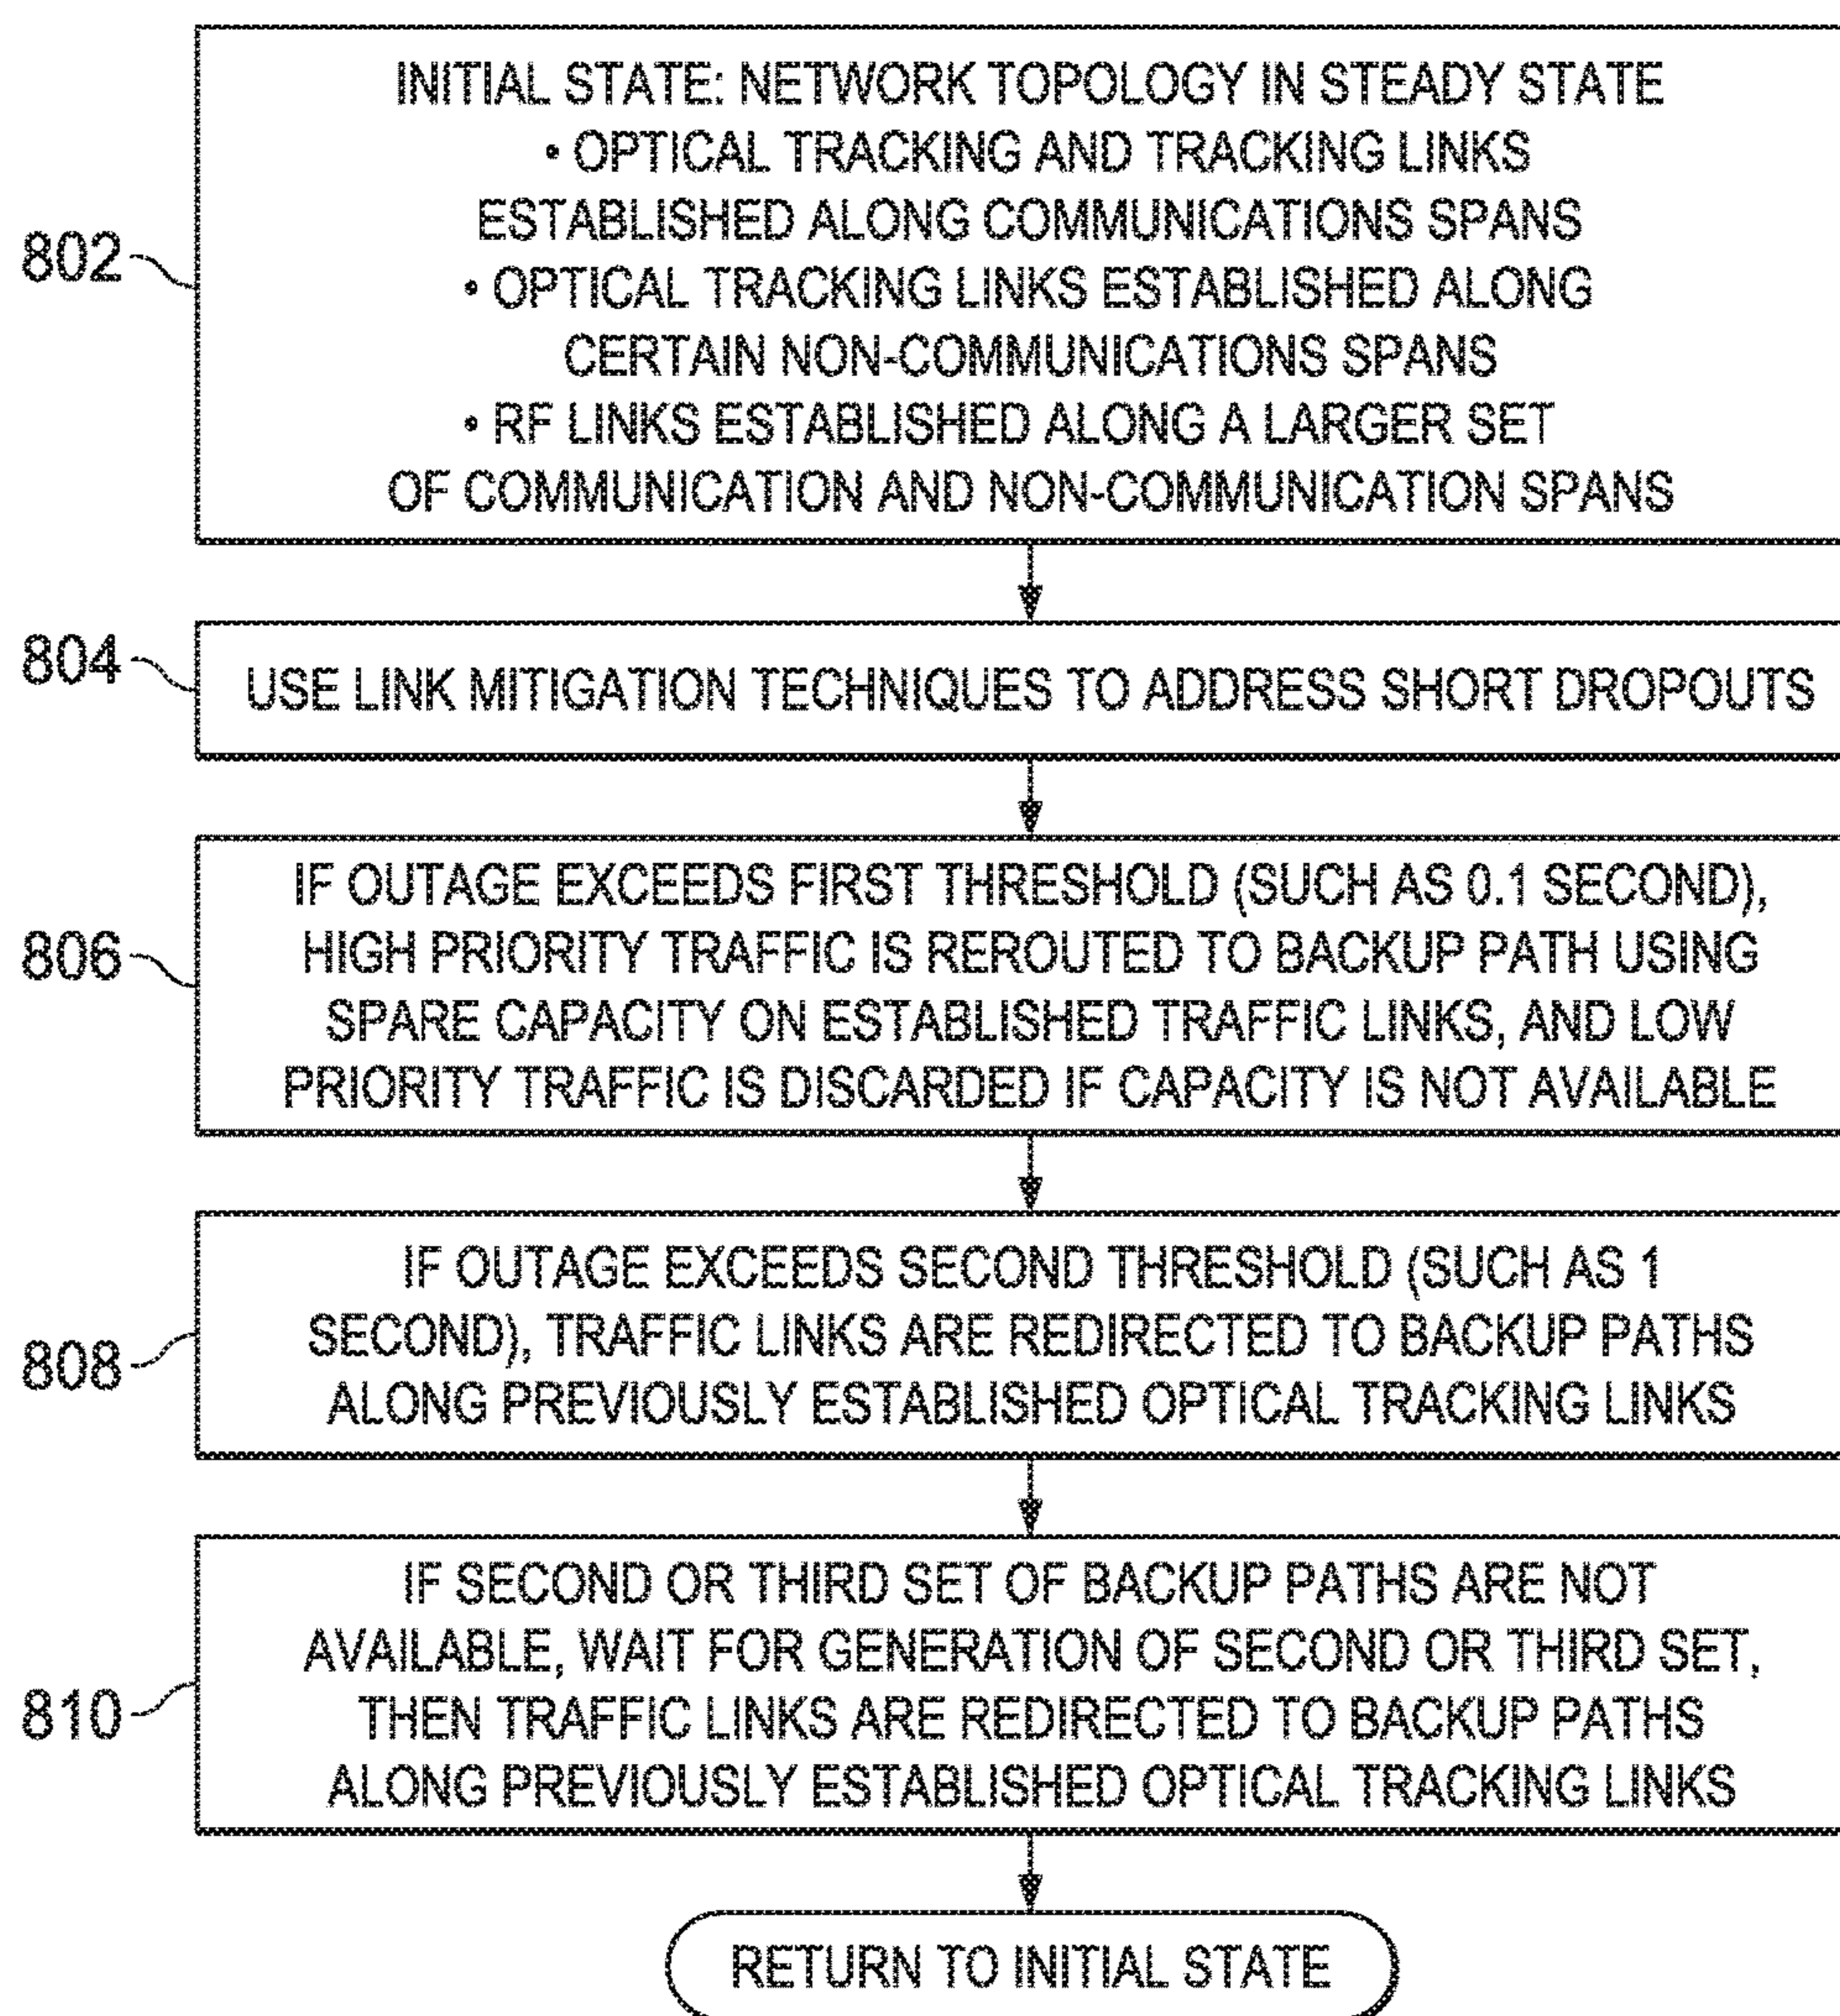 INITIAL STATE: NETWORK TOPOLOGY IN STEADY STATE
• OPTICAL TRACKING AND TRACKING LINKS
ESTABLISHED ALONG COMMUNICATIONS SPANS
802
• OPTICAL TRACKING LINKS ESTABLISHED ALONG
CERTAIN NON-COMMUNICATIONS SPANS
• RF LINKS ESTABLISHED ALONG A LARGER SET
OF COMMUNICATION AND NON-COMMUNICATION SPANS
804
USE LINK MITIGATION TECHNIQUES TO ADDRESS SHORT DROPOUTS
IF OUTAGE EXCEEDS FIRST THRESHOLD (SUCH AS 0.1 SECOND),
806
HIGH PRIORITY TRAFFIC IS REROUTED TO BACKUP PATH USING
SPARE CAPACITY ON ESTABLISHED TRAFFIC LINKS, AND LOW
PRIORITY TRAFFIC IS DISCARDED IF CAPACITY IS NOT AVAILABLE
IF OUTAGE EXCEEDS SECOND THRESHOLD (SUCH AS 1
SECOND), TRAFFIC LINKS ARE REDIRECTED TO BACKUP PATHS
808
ALONG PREVIOUSLY ESTABLISHED OPTICAL TRACKING LINKS
IF SECOND OR THIRD SET OF BACKUP PATHS ARE NOT
AVAILABLE, WAIT FOR GENERATION OF SECOND OR THIRD SET,
810
THEN TRAFFIC LINKS ARE REDIRECTED TO BACKUP PATHS
ALONG PREVIOUSLY ESTABLISHED OPTICAL TRACKING LINKS
RETURN TO INITIAL STATE